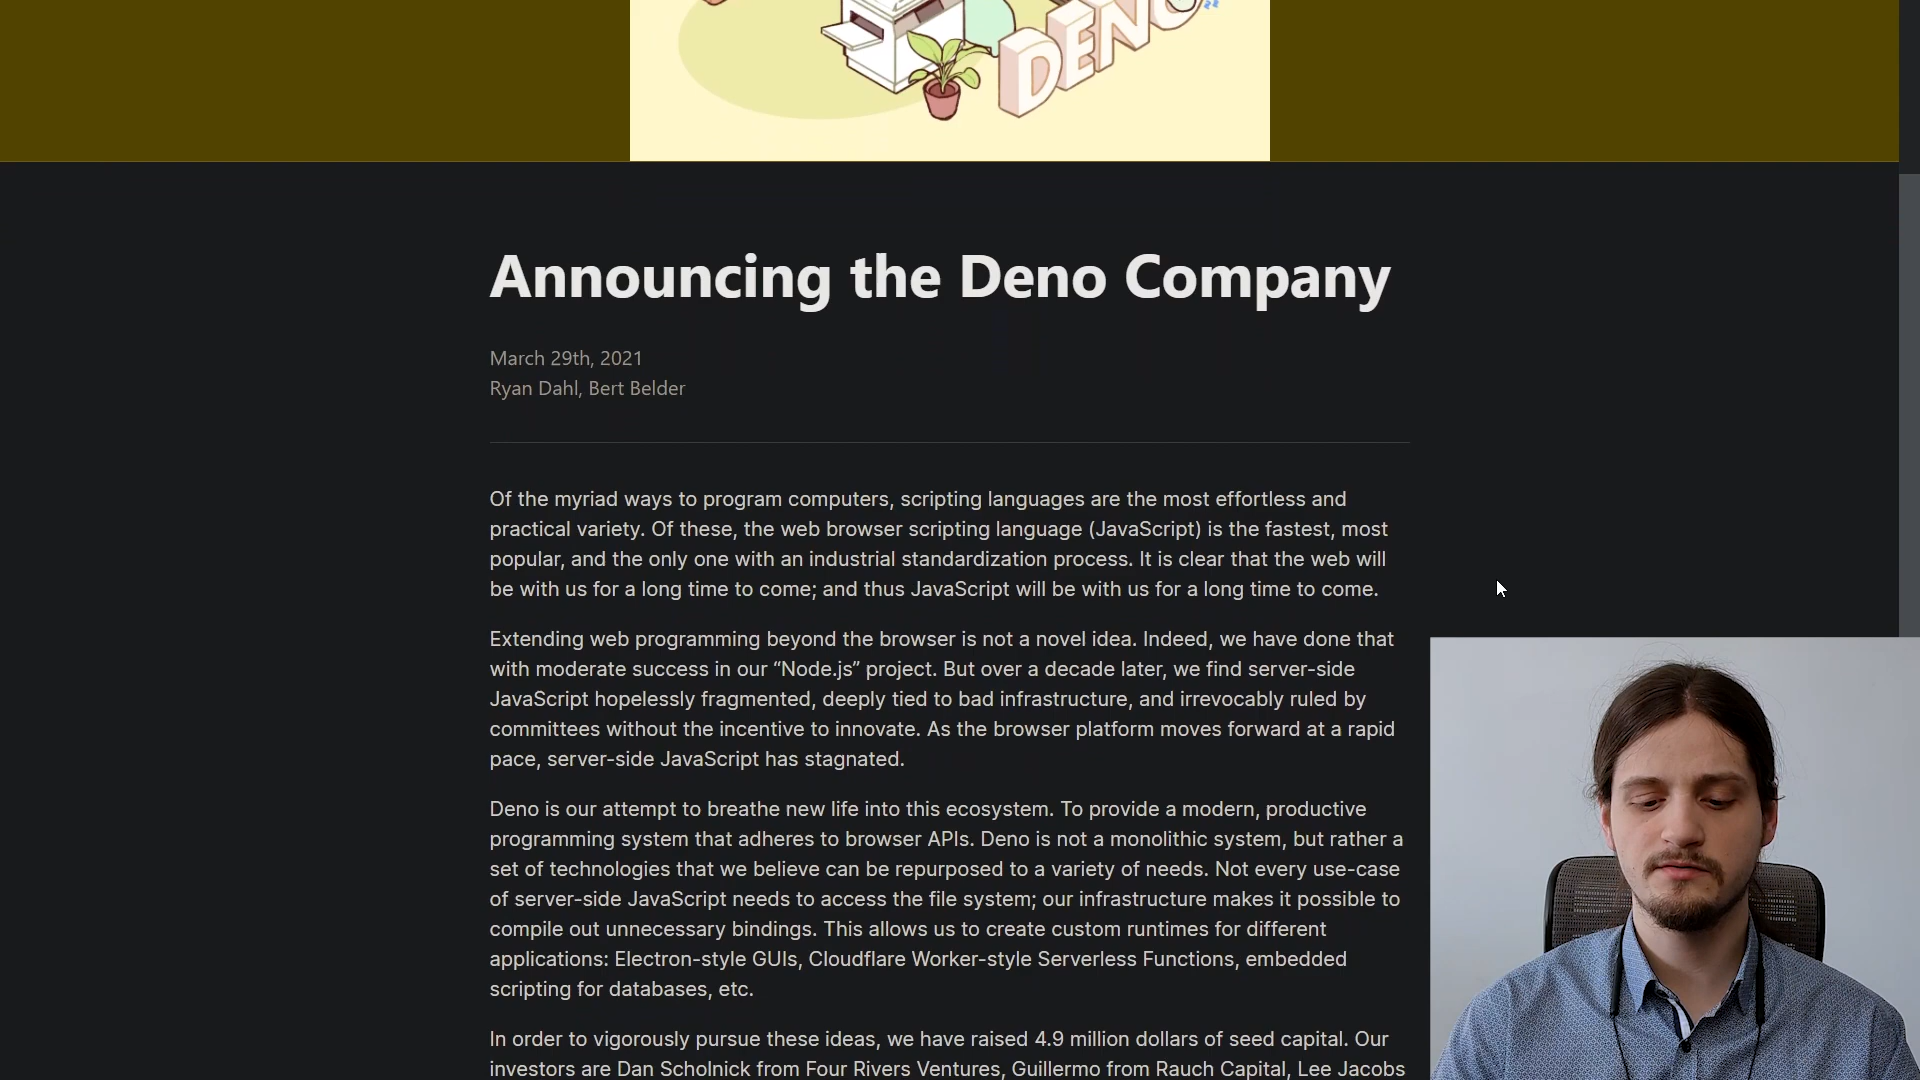 DENO
Announcing the Deno Company
March 29th, 2021
Ryan Dahl, Bert Belder
Of the myriad ways to program computers, scripting languages are the most effortless and
practical variety. Of these, the web browser scripting language (JavaScript) is the fastest, most
popular, and the only one with an industrial standardization process. It is clear that the web will
be with us for a long time to come; and thus JavaScript will be with us for a long time to come.
Extending web programming beyond the browser is not a novel idea. Indeed, we have done that
with moderate success in our “Node.js” project. But over a decade later, we find server-side
JavaScript hopelessly fragmented, deeply tied to bad infrastructure, and irrevocably ruled by
committees without the incentive to innovate. As the browser platform moves forward at a rapid
pace, server-side JavaScript has stagnated.
Deno is our attempt to breathe new life into this ecosystem. To provide a modern, productive
programming system that adheres to browser APIs. Deno is not a monolithic system, but rather a
set of technologies that we believe can be repurposed to a variety of needs. Not every use-case
of server-side JavaScript needs to access the file system; our infrastructure makes it possible to
compile out unnecessary bindings. This allows us to create custom runtimes for different
applications: Electron-style GUIs, Cloudflare Worker-style Serverless Functions, embedded
scripting for databases, etc.
In order to vigorously pursue these ideas, we have raised 4.9 million dollars of seed capital. Our
investors are Dan Scholnick from Four Rivers Ventures, Guillermo from Rauch Capital, Lee Jacobs